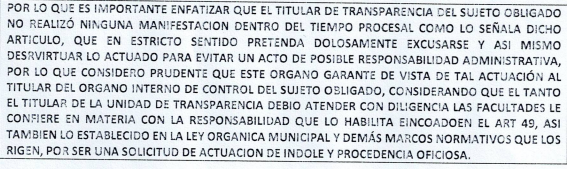 POR LO QUE ES IMPORTANTE ENFATIZAR QUE EL TITULAR DE TRANSPARENCIA DEL SUJETO OBLIGADO
NO REALIZÓ NINGUNA MANIFESTACION DENTRO DEL TIEMPO PROCESAL COMO LO SEÑALA DICHO
ARTICULO, QUE EN ESTRICTO SENTIDO PRETENDA DOLOSAMENTE EXCUSARSE Y ASI MISMO
DESRVIRTUAR LO ACTUADO PARA EVITAR UN ACTO DE POSIBLE RESPONSABILIDAD ADMINISTRATIVA,
POR LO QUE CONSIDERO PRUDENTE QUE ESTE ORGANO GARANTE DE VISTA DE TAL ACTUACIÓN AL
TITULAR DEL ORGANO INTERNO DE CONTROL DEL SUJETO OBLIGADO, CONSIDERANDO QUE EL TANTO
EL TITULAR DE LA UNIDAD DE TRANSPARENCIA DEBIO ATENDER CON DILIGENCIA LAS FACULTADES LE
CONFIERE EN MATERIA CON LA RESPONSABILIDAD QUE LO HABILITA EINCOADOEN EL ART 49, ASI
TAMBIEN LO ESTABLECIDO EN LA LEY ORGANICA MUNICIPAL Y DEMÁS MARCOS NORMATIVOS QUE LOS
RIGEN, POR SER UNA SOLICITUD DE ACTUACION DE INDOLE Y PROCEDENCIA OFICIOSA.